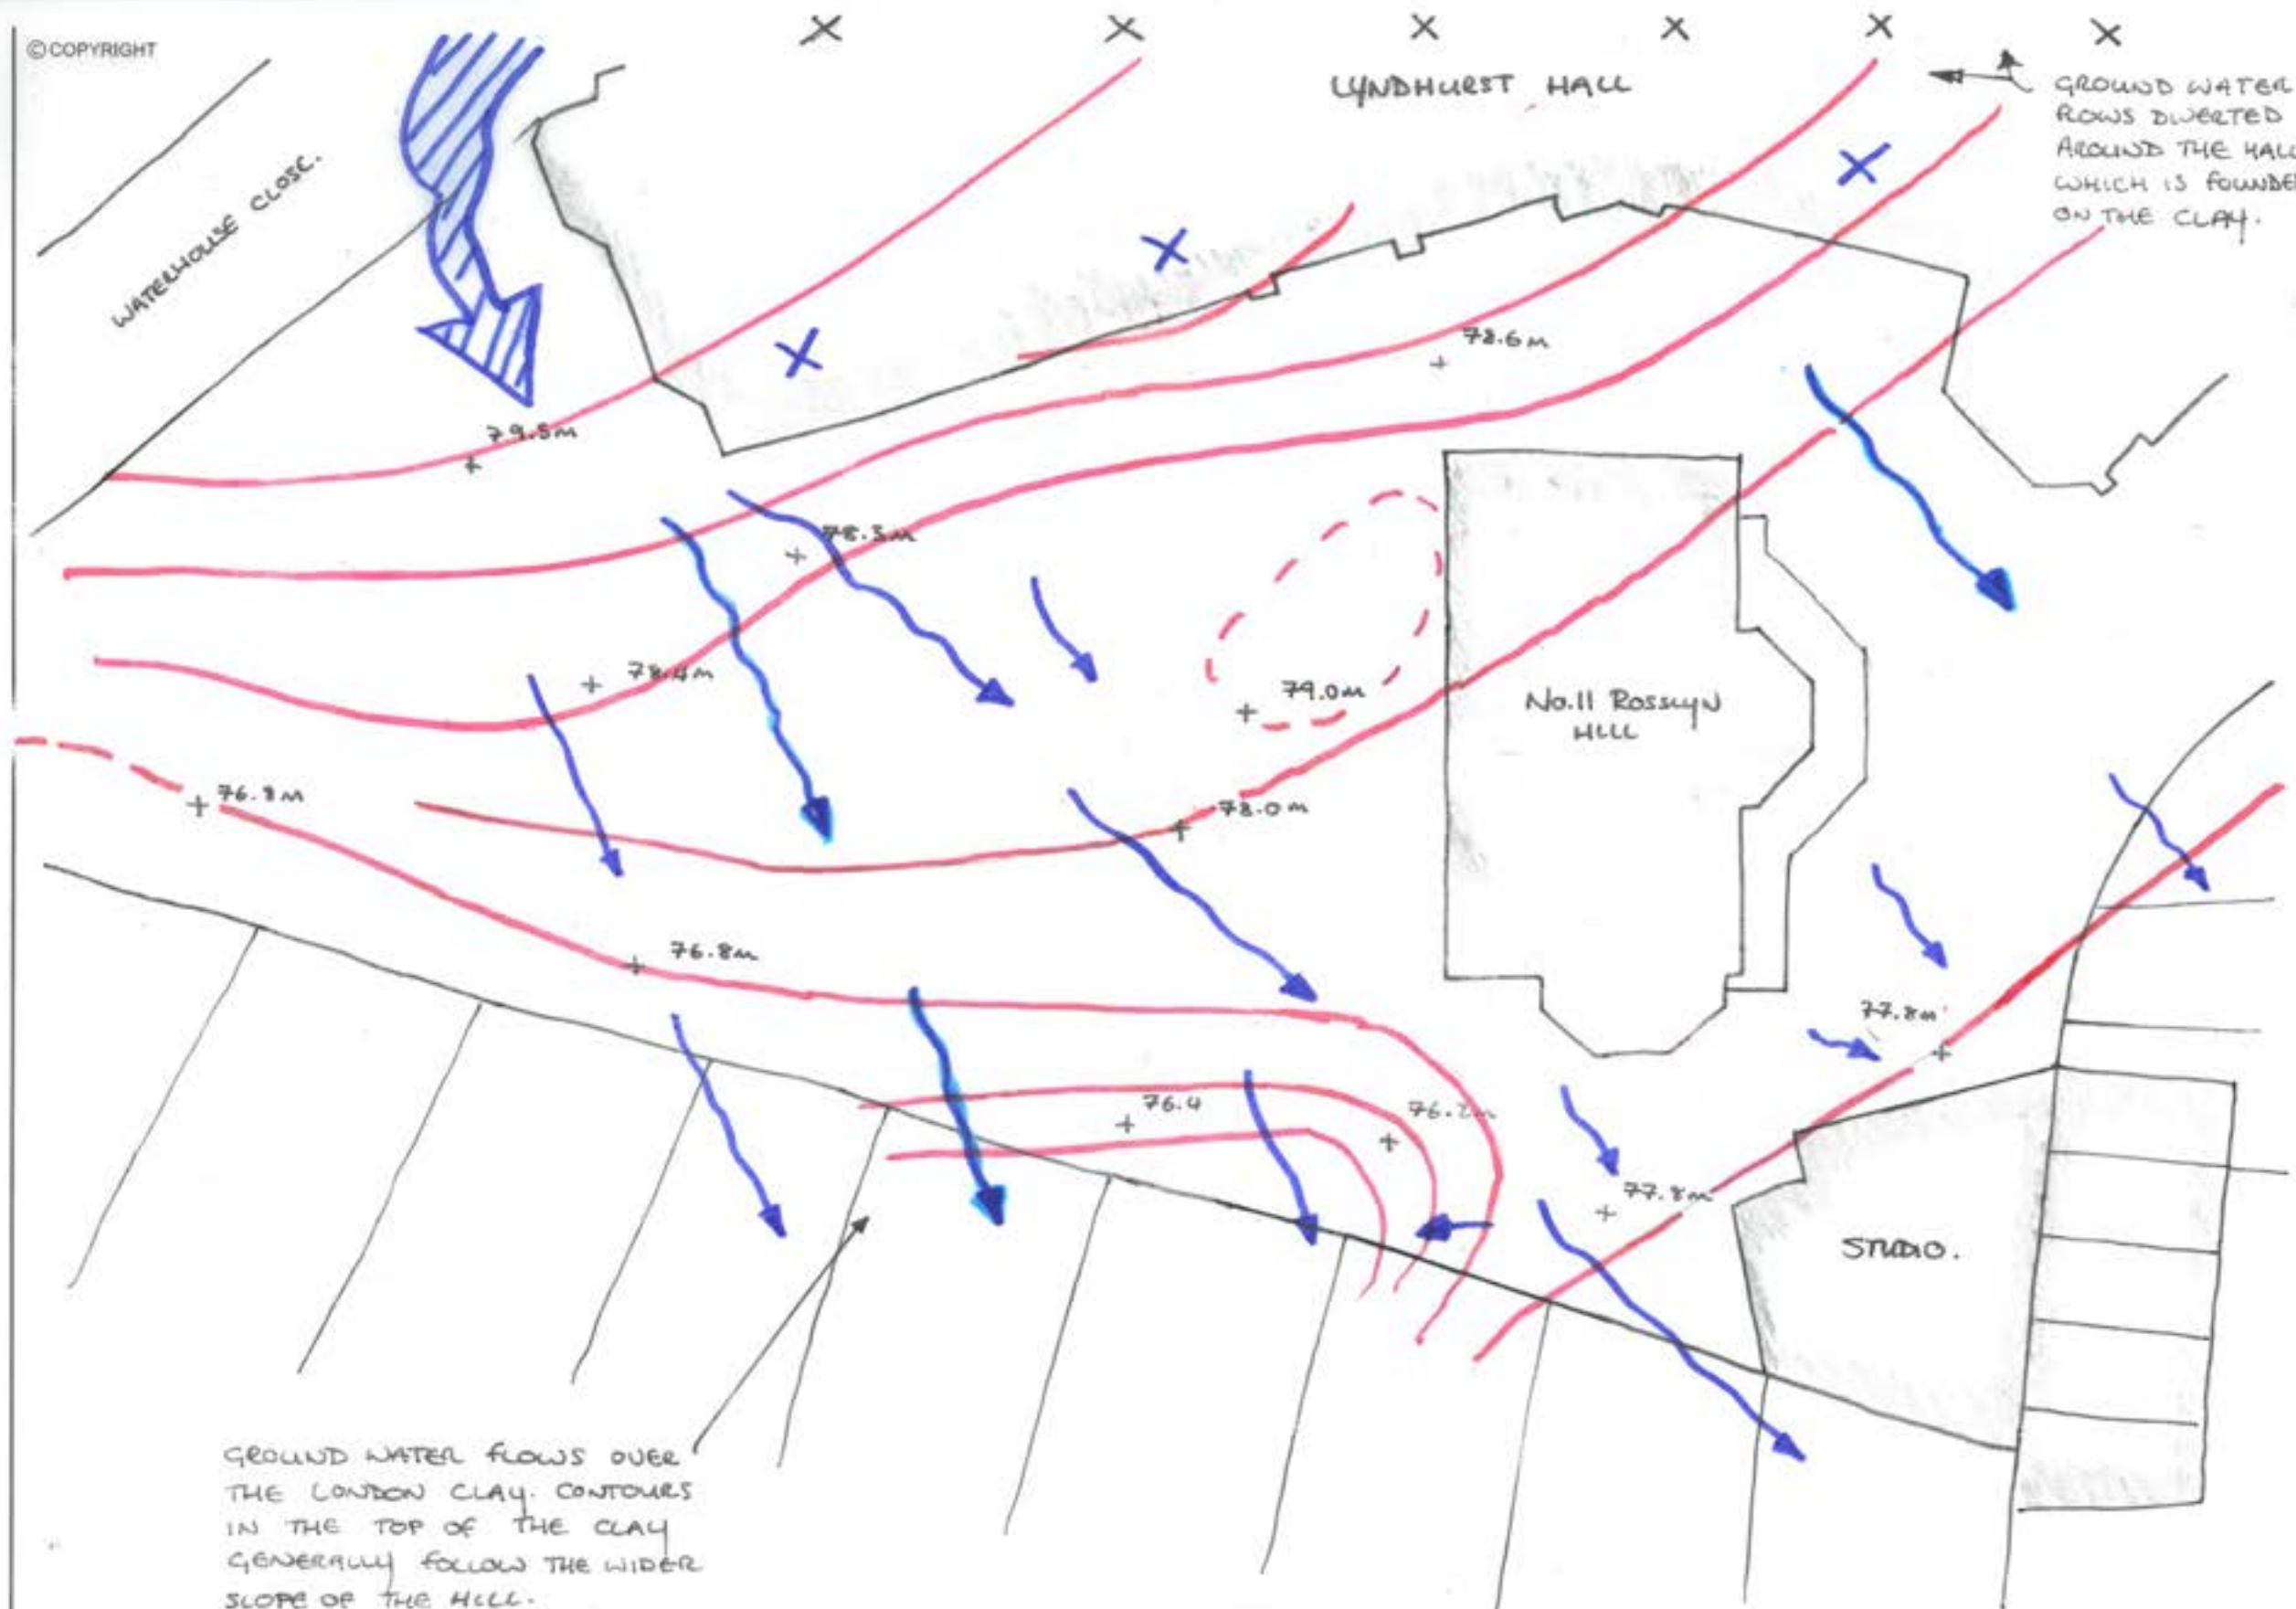 ©COPYRIGHT
LYNDHURST HALL
GROUND WATER
FLOWS DIVERTED
AROUND THE HALL
WHICH IS FOUNDED
ON THE CLAY.
WATERHOUSE CLOSE.
78.6m
79.5m
78.3m
78.4m
79.0m
No.11 ROSSLYN
HILL
76.8m
78.0m
76.8m
77.8m
76.4
76.2m
77.8m
STUDIO.
GROUND WATER FLOWS OVER
THE LONDON CLAY. CONTOURS
IN THE TOP OF THE CLAY
GENERALLY FOLLOW THE WIDER
SLOPE OF THE HILL.